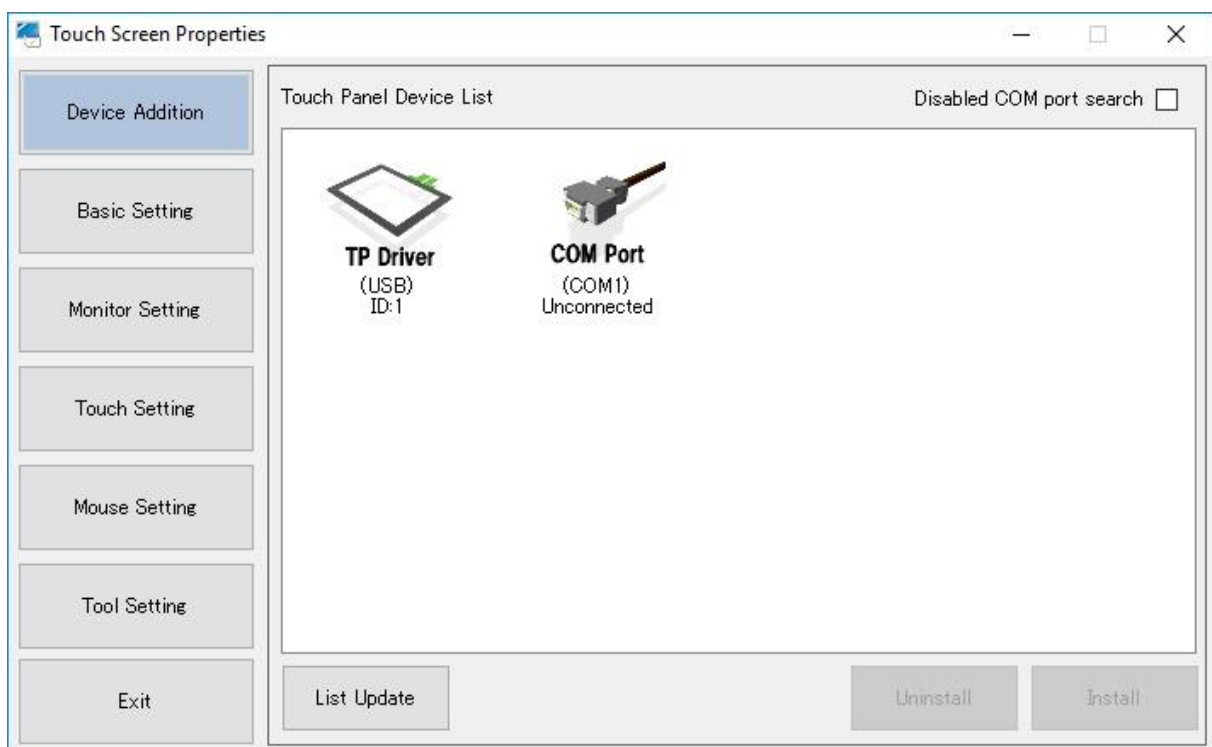 Touch Screen Properties
Device Addition
Basic Setting
Monitor Setting
Touch Setting
Mouse Setting
Tool Setting
Exit
Touch Panel Device List
Disabled COM port search
TP Driver
(USB)
ID:1
COM Port
(COM1)
Unconnected
List Update
Uninstall
Install